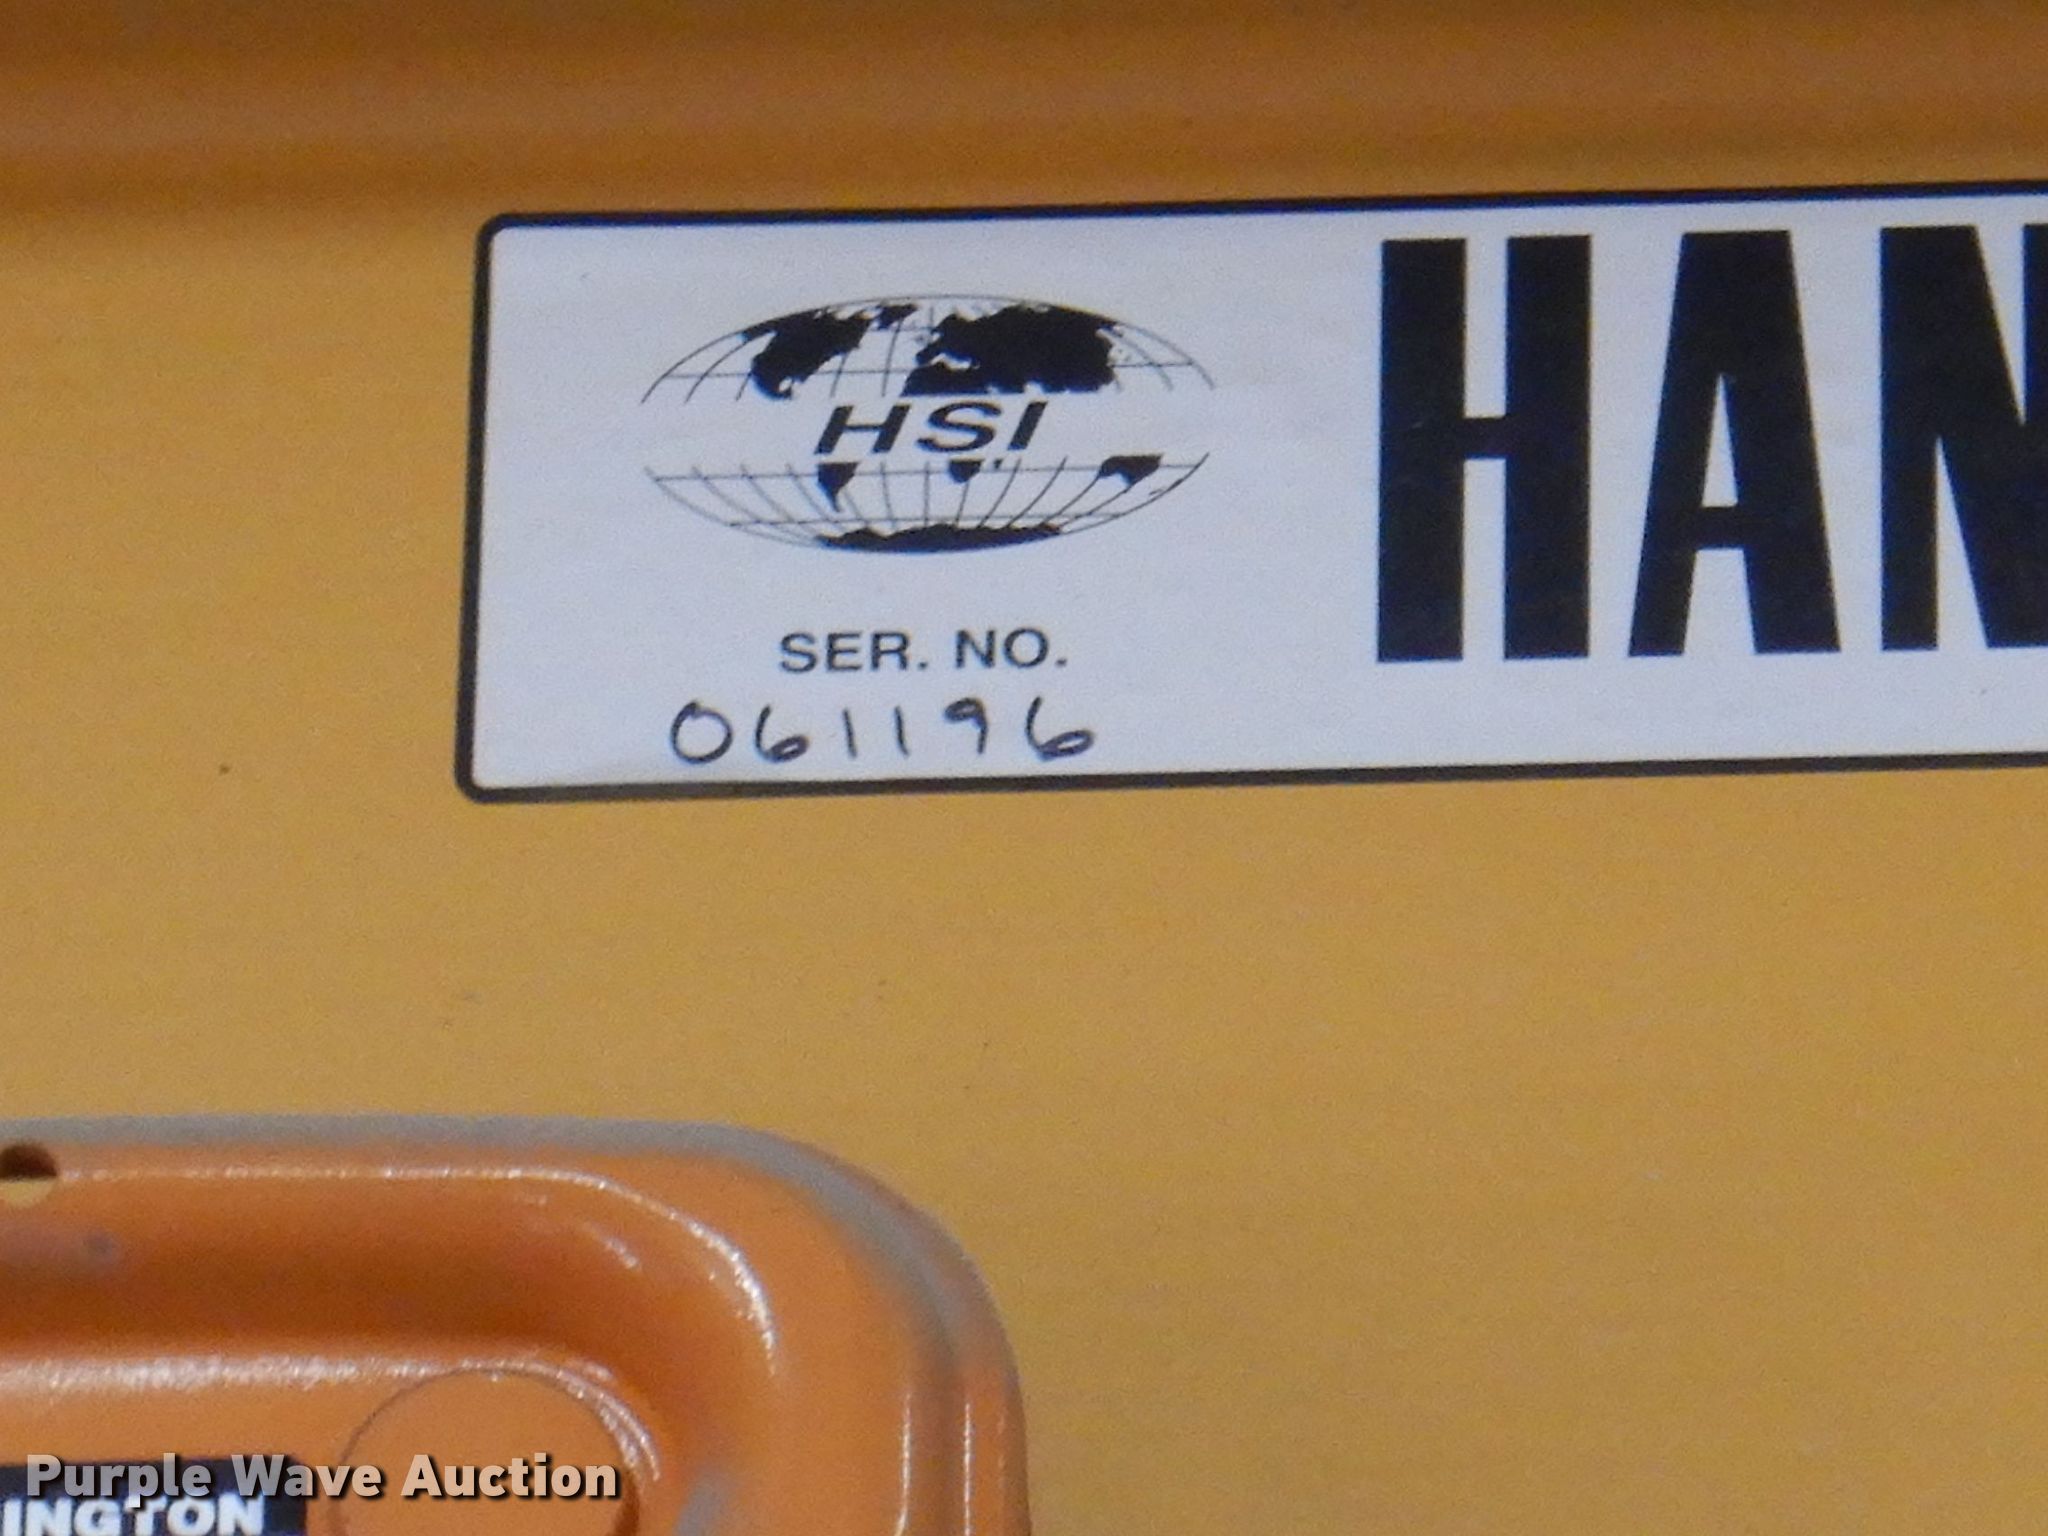 HSI
HAN
SER. NO.
061196
Purple Wave Auction
INGTON